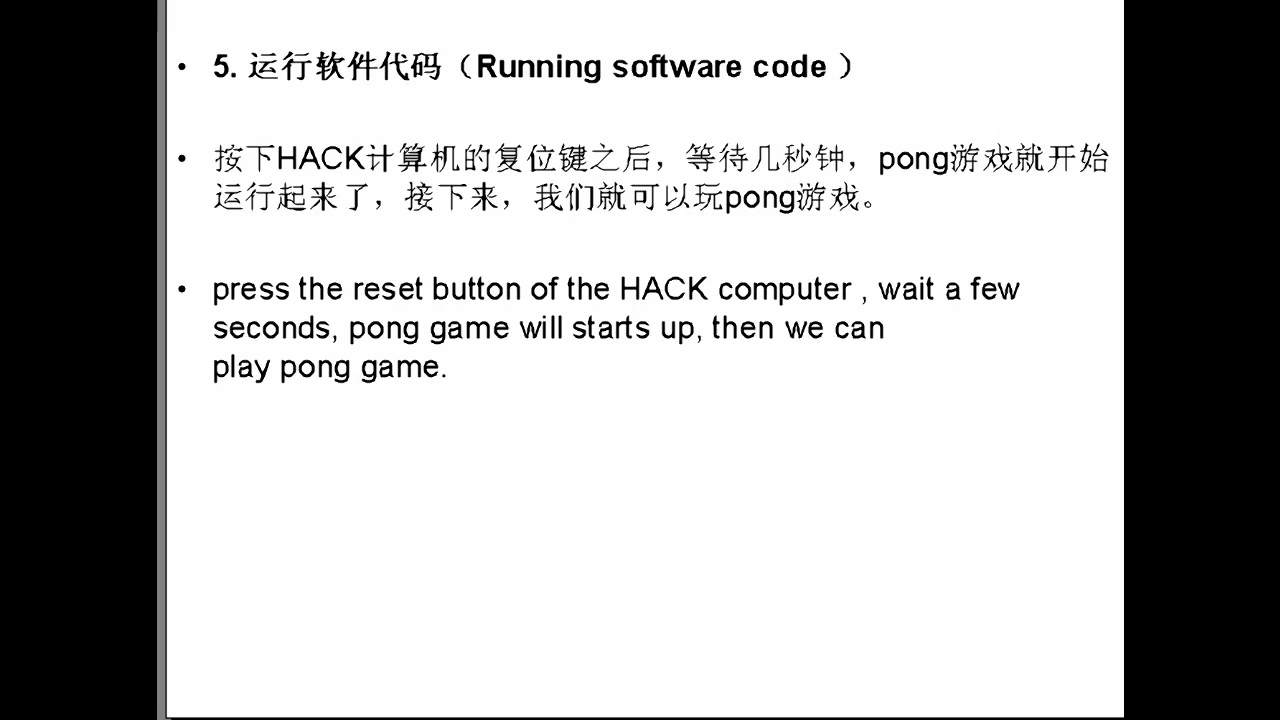 • 5. 运行软件代码（Running software code ）
• 按下HACK计算机的复位键之后，等待几秒钟，pong游戏就开始
运行起来了，接下来，我们就可以玩pong游戏。
• press the reset button of the HACK computer , wait a few
seconds, pong game will starts up, then we can
play pong game.